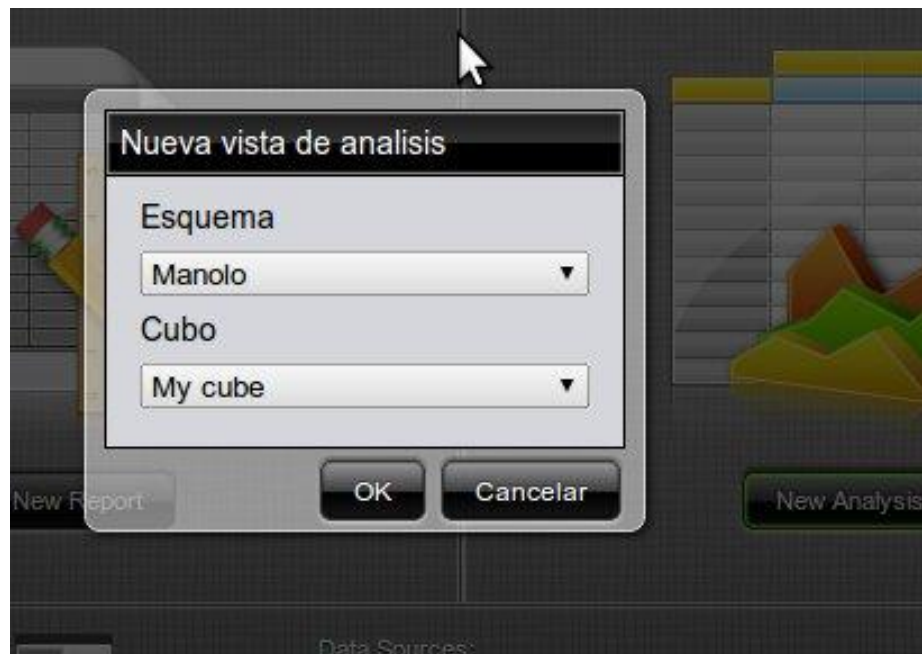 Nueva vista de analisis
Esquema
Manolo
Cubo
My cube
OK
Cancelar
New Report
New Analysis
Data Sources: